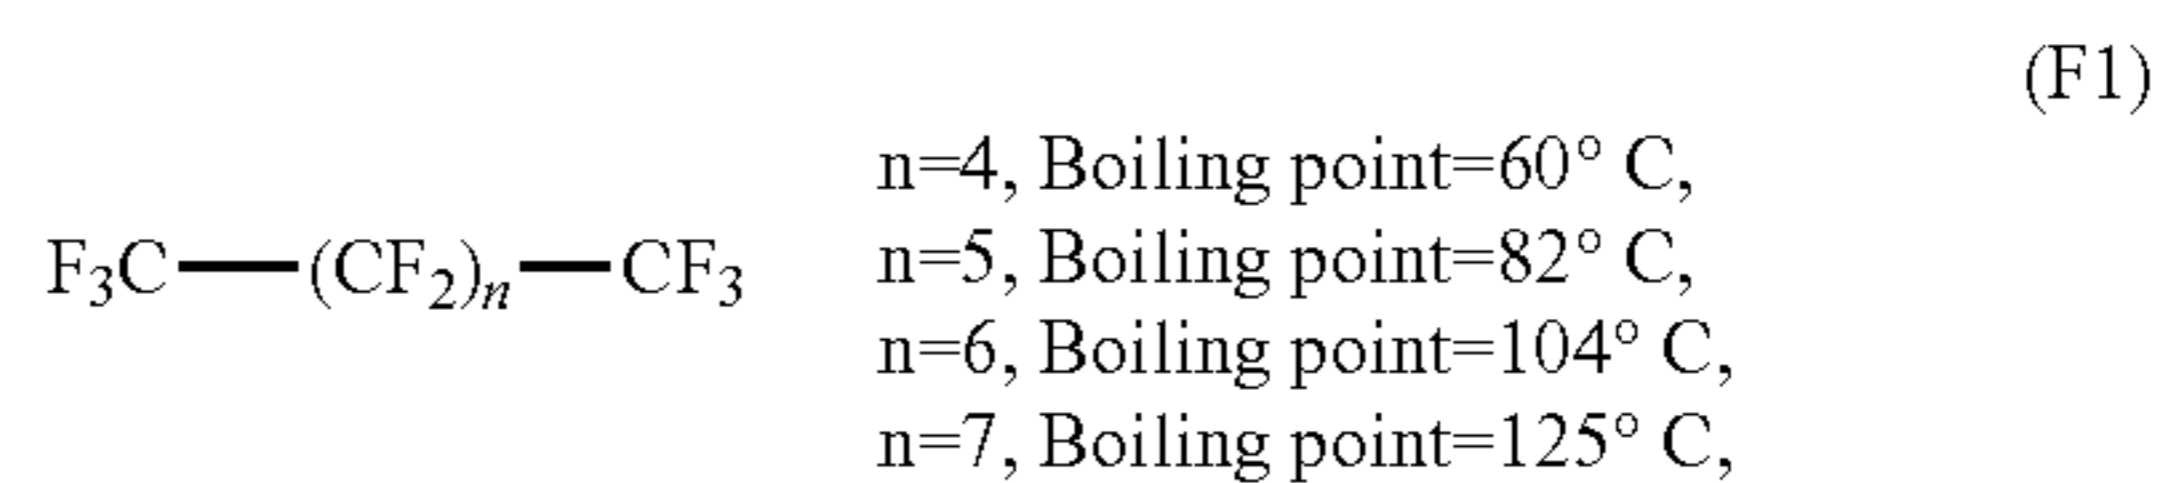 (F1)
n=4, Boiling point=60° C,
n=5, Boiling point=82° C,
F₃C—(CF₂)ₙ—CF₃
n=6, Boiling point=104° C,
n=7, Boiling point=125° C,